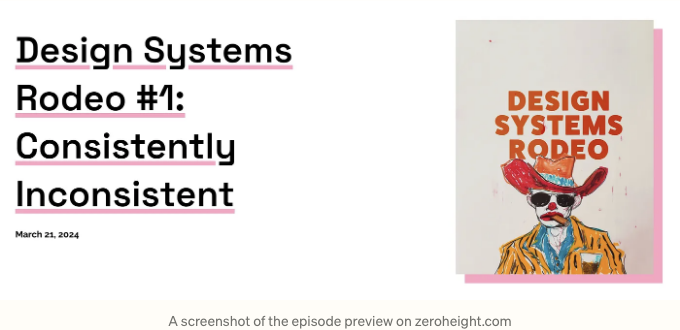 Design Systems
Rodeo #1:
Consistently
Inconsistent
March 21, 2024
DESIGN
SYSTEMS
RODEO
A screenshot of the episode preview on zeroheight.com